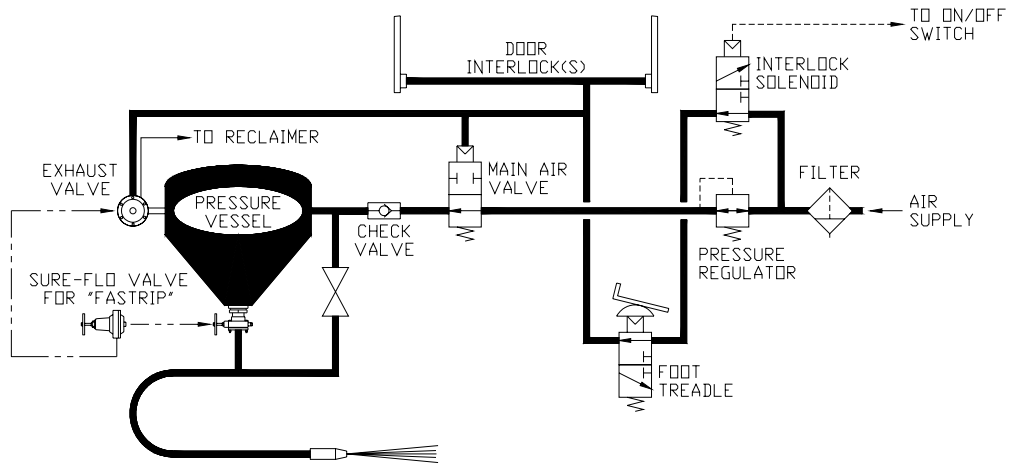 TO ON/OFF
SWITCH
DOOR
INTERLOCK(S)
INTERLOCK
SOLENOID
TO RECLAIMER
EXHAUST
VALVE
MAIN AIR
VALVE
FILTER
PRESSURE
VESSEL
AIR
SUPPLY
CHECK
VALVE
PRESSURE
REGULATOR
SURE-FLO VALVE
FOR "FASTRIP"
FOOT
TREADLE